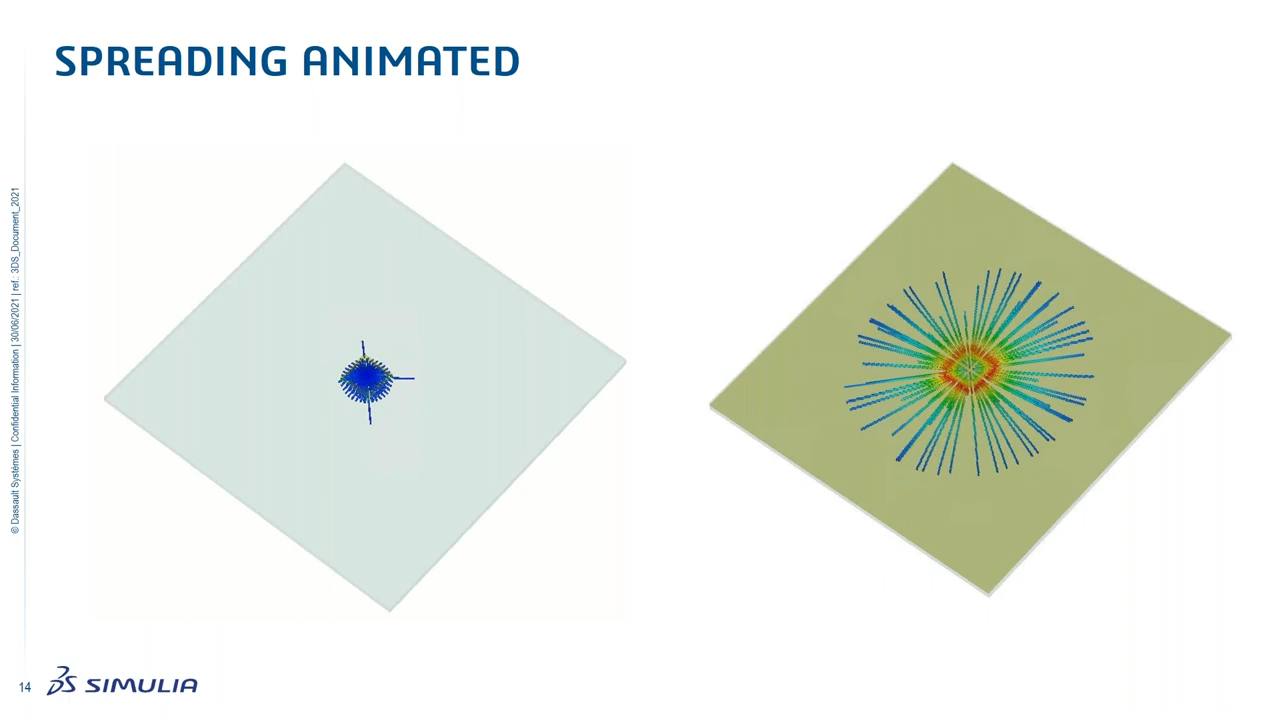 SPREADING ANIMATED
© Dassault Systèmes | Confidential Information | 30/06/2021 | ref.: 3DS_Document_2021
14
3DS SIMULIA